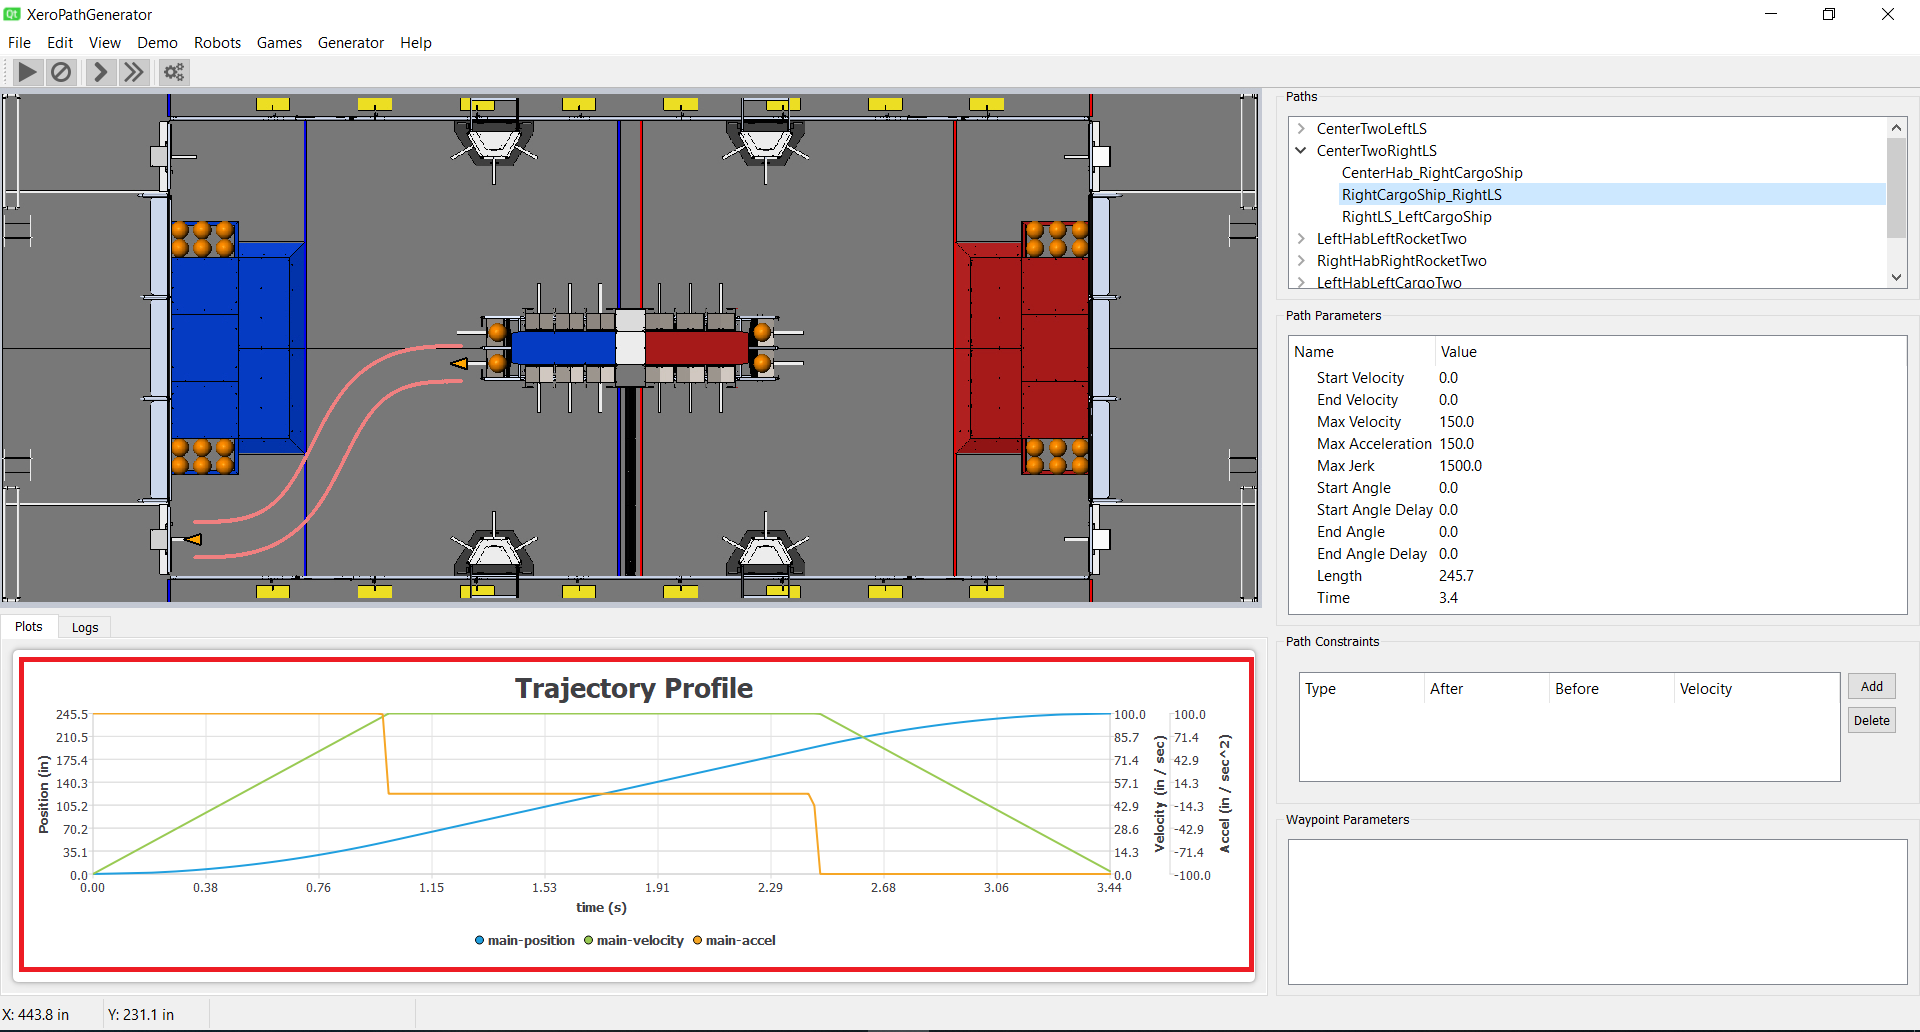 XeroPathGenerator
File Edit View Demo Robots Games Generator Help
Paths
CenterTwoLeftLS
CenterTwoRightLS
CenterHab_RightCargoShip
RightCargoShip_RightLS
RightLS_LeftCargoShip
LeftHabLeftRocketTwo
RightHabRightRocketTwo
LeftHabLeftCargoTwo
Path Parameters
Name Value
Start Velocity 0.0
End Velocity 0.0
Max Velocity 150.0
Max Acceleration 150.0
Max Jerk 1500.0
Start Angle 0.0
Start Angle Delay 0.0
End Angle 0.0
End Angle Delay 0.0
Length 245.7
Time 3.4
Plots Logs
Path Constraints
Type After Before Velocity
Add
Delete
Waypoint Parameters
Trajectory Profile
245.5
210.5
175.4
140.3
105.2
70.2
35.1
0.0
Position (in)
0.00 0.38 0.76 1.15 1.53 1.91 2.29 2.68 3.06 3.44
time (s)
100.0
85.7
71.4
57.1
42.9
28.6
14.3
0.0
Velocity (in / sec)
100.0
71.4
42.9
14.3
-14.3
-42.9
-71.4
-100.0
Accel (in / sec^2)
main-position main-velocity main-accel
X: 443.8 in Y: 231.1 in
Qt